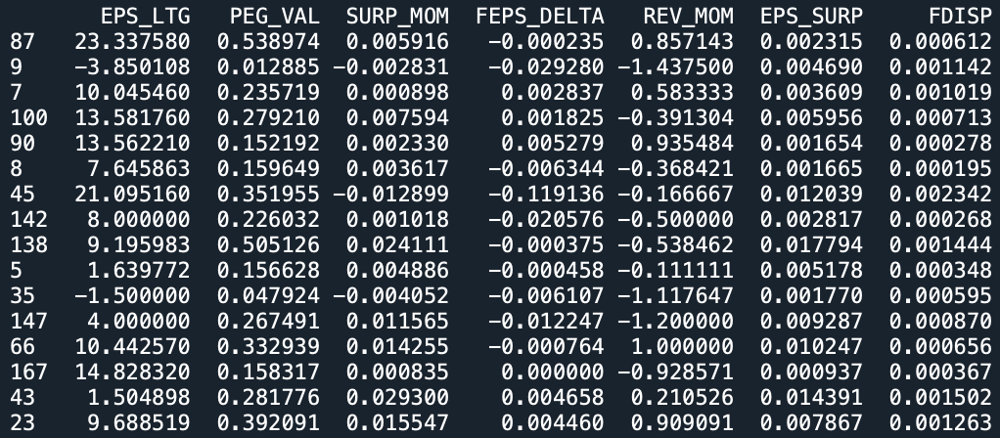 EPS_LTG PEG_VAL SURP_MOM FEPS_DELTA REV_MOM EPS_SURP FDISP
87 23.337580 0.538974 0.005916 -0.000235 0.857143 0.002315 0.000612
9 -3.850108 0.012885 -0.002831 -0.029280 -1.437500 0.004690 0.001142
7 10.045460 0.235719 0.000898 0.002837 0.583333 0.003609 0.001019
100 13.581760 0.279210 0.007594 0.001825 -0.391304 0.005956 0.000713
90 13.562210 0.152192 0.002330 0.005279 0.935484 0.001654 0.000278
8 7.645863 0.159649 0.003617 -0.006344 -0.368421 0.001665 0.000195
45 21.095160 0.351955 -0.012899 -0.119136 -0.166667 0.012039 0.002342
142 8.000000 0.226032 0.001018 -0.020576 -0.500000 0.002817 0.000268
138 9.195983 0.505126 0.024111 -0.000375 -0.538462 0.017794 0.001444
5 1.639772 0.156628 0.004886 -0.000458 -0.111111 0.005178 0.000348
35 -1.500000 0.047924 -0.004052 -0.006107 -1.117647 0.001770 0.000595
147 4.000000 0.267491 0.011565 -0.012247 -1.200000 0.009287 0.000870
66 10.442570 0.332939 0.014255 -0.000764 1.000000 0.010247 0.000656
167 14.828320 0.158317 0.000835 0.000000 -0.928571 0.000937 0.000367
43 1.504898 0.281776 0.029300 0.004658 0.210526 0.014391 0.001502
23 9.688519 0.392091 0.015547 0.004460 0.909091 0.007867 0.001263